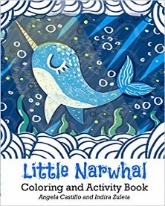 Little Narwhal
Coloring and Activity Book
Angela Castillo and Indira Zuleta